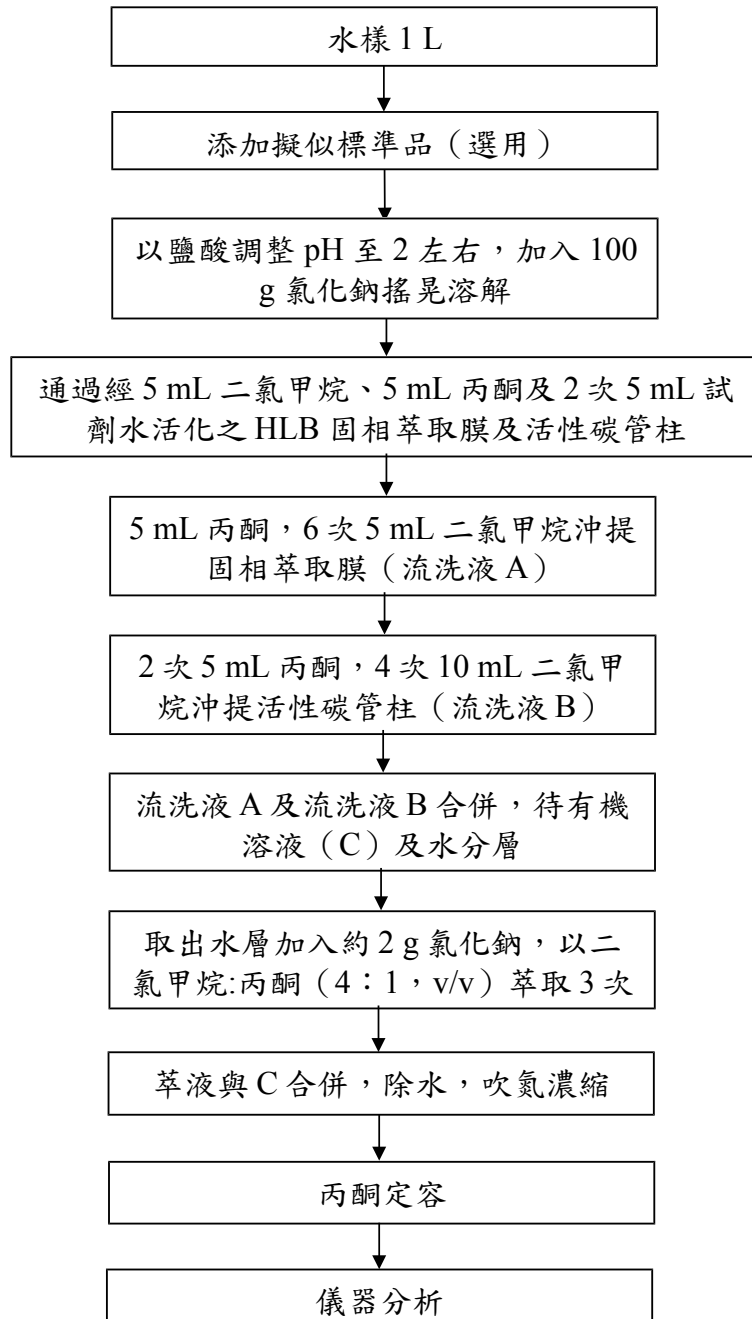 水樣 1 L
添加擬似標準品（選用）
以鹽酸調整 pH 至 2 左右，加入 100
g 氯化鈉搖晃溶解
通過經 5 mL 二氯甲烷、5 mL 丙酮及 2 次 5 mL 試
劑水活化之 HLB 固相萃取膜及活性碳管柱
5 mL 丙酮，6 次 5 mL 二氯甲烷沖提
固相萃取膜（流洗液 A）
2 次 5 mL 丙酮，4 次 10 mL 二氯甲
烷沖提活性碳管柱（流洗液 B）
流洗液 A 及流洗液 B 合併，待有機
溶液（C）及水分層
取出水層加入約 2 g 氯化鈉，以二
氯甲烷:丙酮（4：1，v/v）萃取 3 次
萃液與 C 合併，除水，吹氮濃縮
丙酮定容
儀器分析